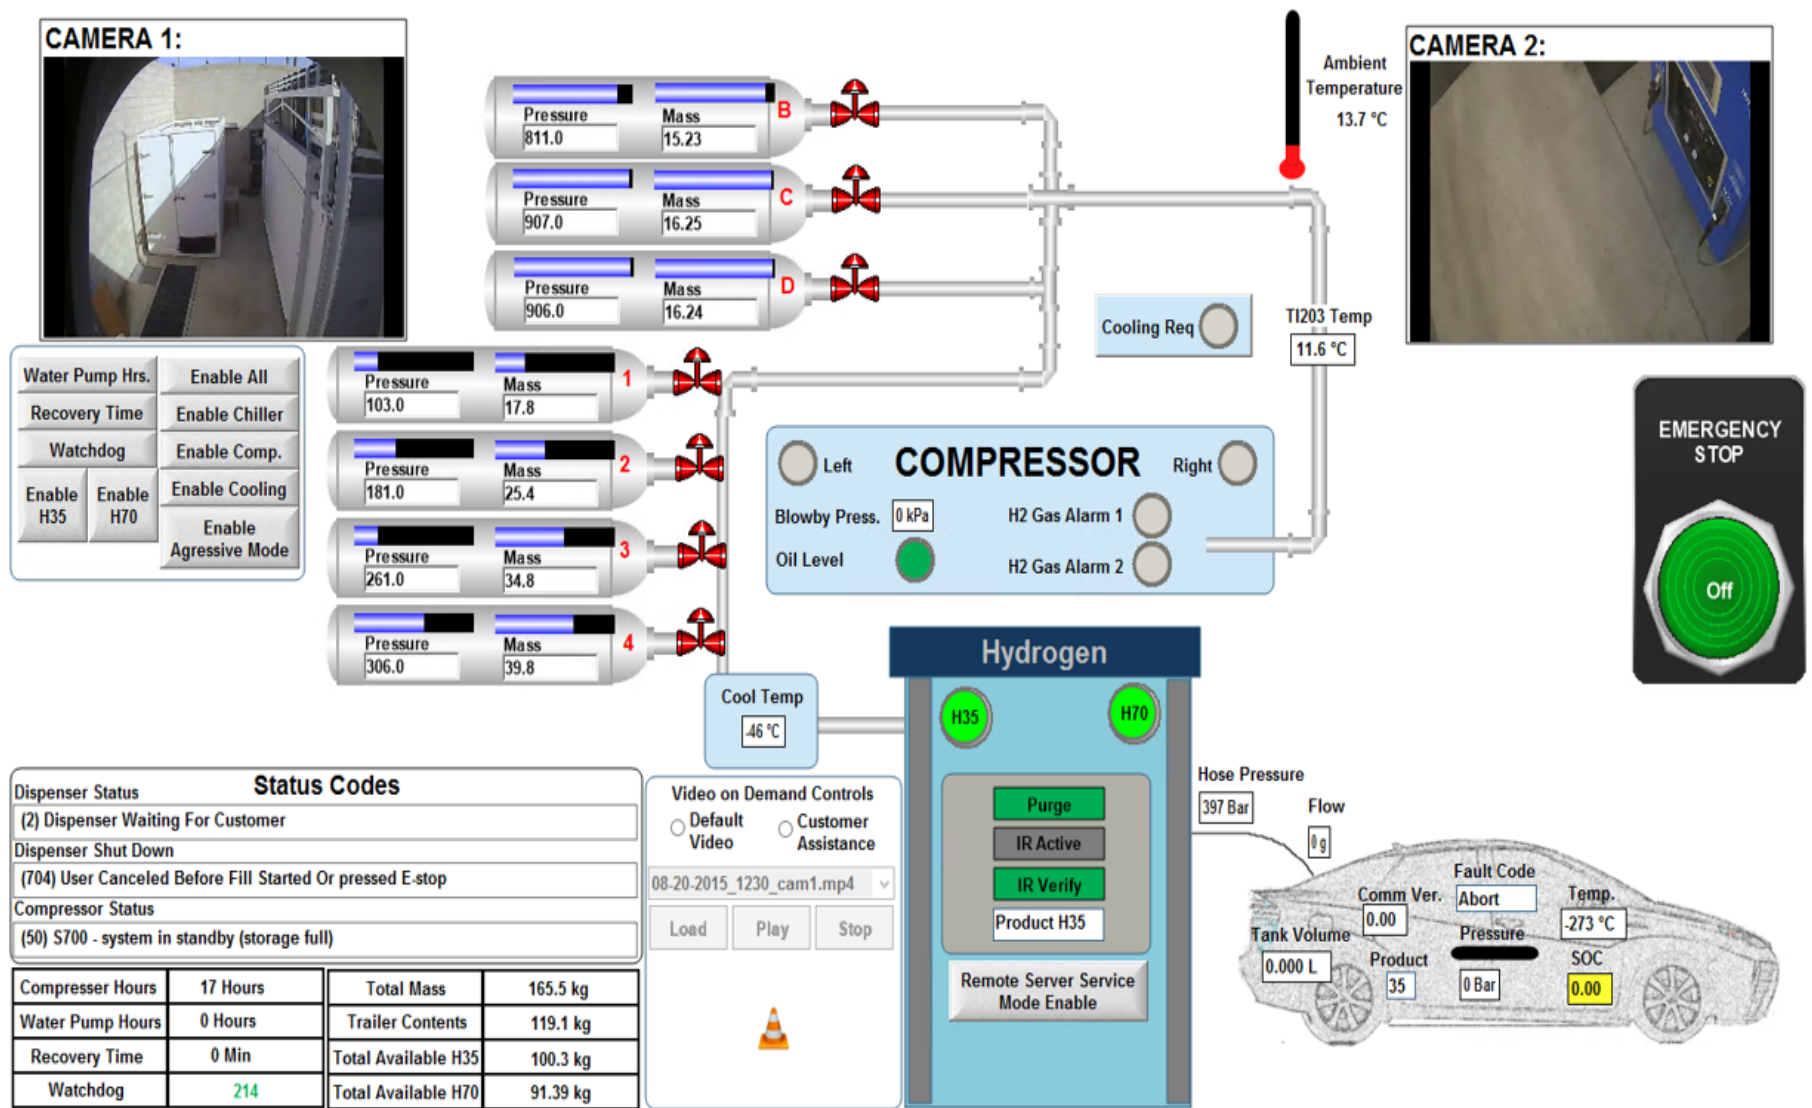 CAMERA 1:
Pressure
811.0
Mass
15.23
B
Pressure
907.0
Mass
16.25
C
Pressure
906.0
Mass
16.24
D
Ambient
Temperature
13.7 °C
CAMERA 2:
Cooling Req
TI203 Temp
11.6 °C
Water Pump Hrs.
Enable All
Recovery Time
Enable Chiller
Watchdog
Enable Comp.
Enable
H35
Enable
H70
Enable Cooling
Enable
Agressive Mode
Pressure
103.0
Mass
17.8
1
Pressure
181.0
Mass
25.4
2
Pressure
261.0
Mass
34.8
3
Pressure
306.0
Mass
39.8
4
Left
COMPRESSOR
Right
Blowby Press.
0 kPa
H2 Gas Alarm 1
Oil Level
H2 Gas Alarm 2
EMERGENCY
STOP
Off
Cool Temp
-46 °C
Hydrogen
H35
H70
Purge
IR Active
IR Verify
Product H35
Remote Server Service
Mode Enable
Status Codes
Dispenser Status
(2) Dispenser Waiting For Customer
Dispenser Shut Down
(704) User Canceled Before Fill Started Or pressed E-stop
Compressor Status
(50) S700 - system in standby (storage full)
Video on Demand Controls
Default
Video
Customer
Assistance
08-20-2015_1230_cam1.mp4
Load
Play
Stop
Hose Pressure
397 Bar
Flow
0 g
Fault Code
Abort
Comm Ver.
0.00
Temp.
-273 °C
Tank Volume
0.000 L
Pressure
0 Bar
Product
35
SOC
0.00
Compresser Hours
17 Hours
Total Mass
165.5 kg
Water Pump Hours
0 Hours
Trailer Contents
119.1 kg
Recovery Time
0 Min
Total Available H35
100.3 kg
Watchdog
214
Total Available H70
91.39 kg